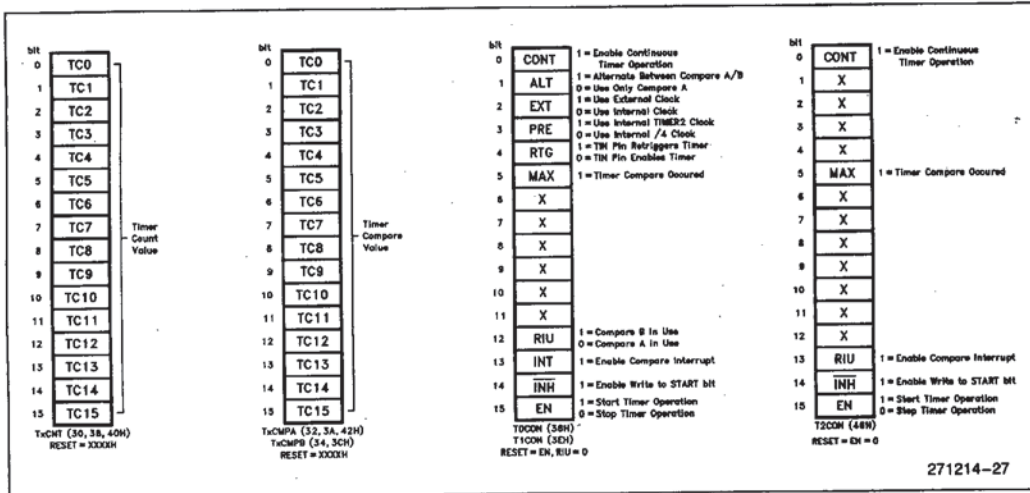 bit
0 TC0
1 TC1
2 TC2
3 TC3
4 TC4
5 TC5
6 TC6
7 TC7
8 TC8
9 TC9
10 TC10
11 TC11
12 TC12
13 TC13
14 TC14
15 TC15
Timer
Count
Value
TxCNT (30, 38, 40H)
RESET = XXXXH
bit
0 TC0
1 TC1
2 TC2
3 TC3
4 TC4
5 TC5
6 TC6
7 TC7
8 TC8
9 TC9
10 TC10
11 TC11
12 TC12
13 TC13
14 TC14
15 TC15
Timer
Compare
Value
TxCMPA (32, 3A, 42H)
TxCMPB (34, 3CH)
RESET = XXXXH
bit
0 CONT 1 = Enable Continuous
Timer Operation
1 ALT 1 = Alternate Between Compare A/B
0 = Use Only Compare A
2 EXT 1 = Use External Clock
0 = Use Internal Clock
3 PRE 1 = Use Internal TIMER2 Clock
0 = Use Internal /4 Clock
4 RTG 1 = TIN Pin Retriggers Timer
0 = TIN Pin Enables Timer
5 MAX 1 = Timer Compare Occured
6 X
7 X
8 X
9 X
10 X
11 X
12 RIU 1 = Compare B in Use
0 = Compare A in Use
13 INT 1 = Enable Compare Interrupt
14 INH 1 = Enable Write to START bit
15 EN 1 = Start Timer Operation
0 = Stop Timer Operation
T0CON (36H)
T1CON (3EH)
RESET = EN, RIU = 0
bit
0 CONT 1 = Enable Continuous
Timer Operation
1 X
2 X
3 X
4 X
5 MAX 1 = Timer Compare Occured
6 X
7 X
8 X
9 X
10 X
11 X
12 X
13 RIU 1 = Enable Compare Interrupt
14 INH 1 = Enable Write to START bit
15 EN 1 = Start Timer Operation
0 = Stop Timer Operation
T2CON (46H)
RESET = EN = 0
271214-27